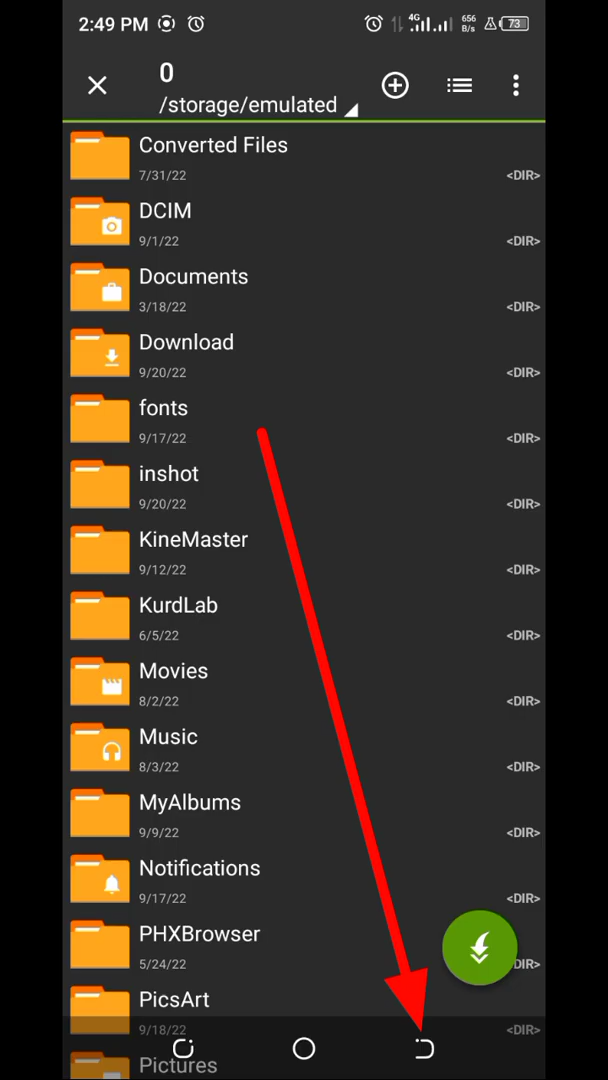 2:49 PM
4G
656
B/s
73
0
/storage/emulated
Converted Files
7/31/22
<DIR>
DCIM
9/1/22
<DIR>
Documents
3/18/22
<DIR>
Download
9/20/22
<DIR>
fonts
9/17/22
<DIR>
inshot
9/20/22
<DIR>
KineMaster
9/12/22
<DIR>
KurdLab
6/5/22
<DIR>
Movies
8/2/22
<DIR>
Music
8/3/22
<DIR>
MyAlbums
9/9/22
<DIR>
Notifications
9/17/22
<DIR>
PHXBrowser
5/24/22
DIR>
PicsArt
9/18/22
<DIR>
Pictures